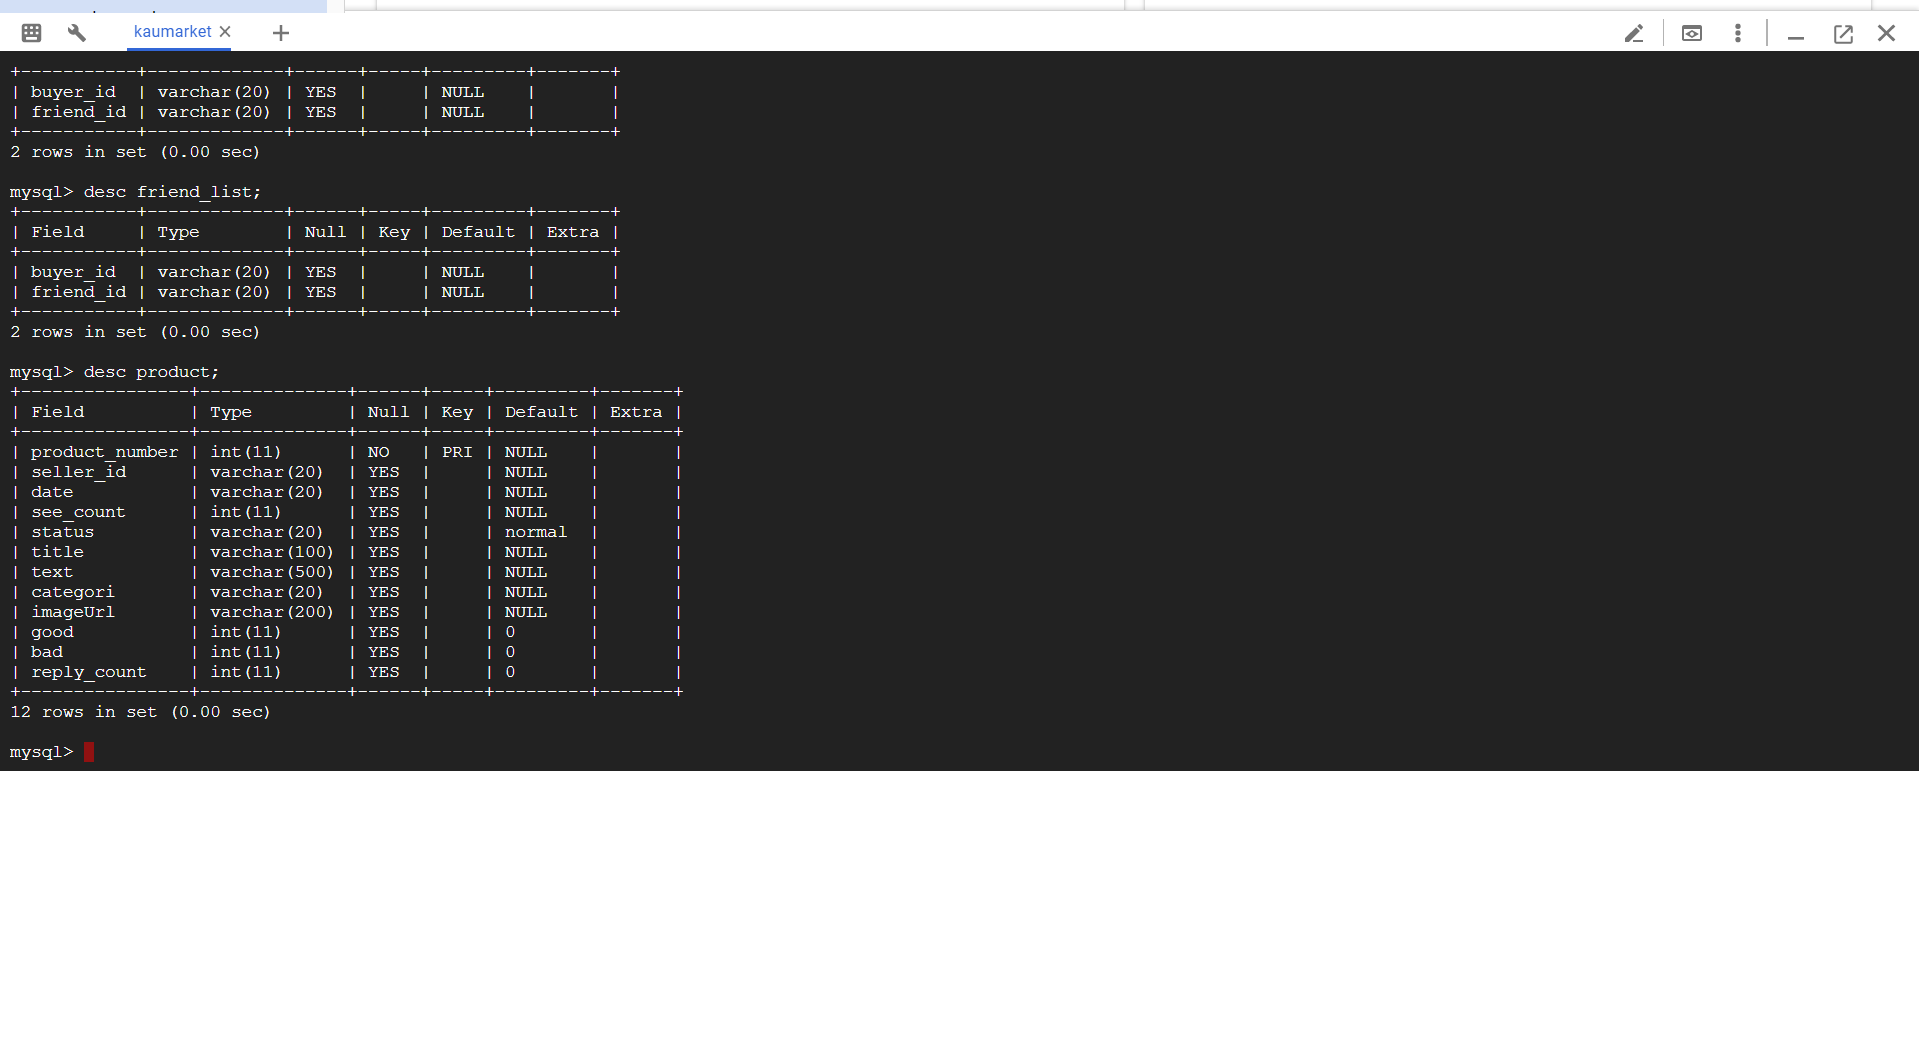 kaumarket
+-----------+-------------+------+-----+---------+-------+
| buyer_id  | varchar(20) | YES  |     | NULL    |       |
| friend_id | varchar(20) | YES  |     | NULL    |       |
+-----------+-------------+------+-----+---------+-------+
2 rows in set (0.00 sec)
mysql> desc friend_list;
+-----------+-------------+------+-----+---------+-------+
| Field     | Type        | Null | Key | Default | Extra |
+-----------+-------------+------+-----+---------+-------+
| buyer_id  | varchar(20) | YES  |     | NULL    |       |
| friend_id | varchar(20) | YES  |     | NULL    |       |
+-----------+-------------+------+-----+---------+-------+
2 rows in set (0.00 sec)
mysql> desc product;
+----------------+--------------+------+-----+---------+-------+
| Field          | Type         | Null | Key | Default | Extra |
+----------------+--------------+------+-----+---------+-------+
| product_number | int(11)      | NO   | PRI | NULL    |       |
| seller_id      | varchar(20)  | YES  |     | NULL    |       |
| date           | varchar(20)  | YES  |     | NULL    |       |
| see_count      | int(11)      | YES  |     | NULL    |       |
| status         | varchar(20)  | YES  |     | normal  |       |
| title          | varchar(100) | YES  |     | NULL    |       |
| text           | varchar(500) | YES  |     | NULL    |       |
| categori       | varchar(20)  | YES  |     | NULL    |       |
| imageUrl       | varchar(200) | YES  |     | NULL    |       |
| good           | int(11)      | YES  |     | 0       |       |
| bad            | int(11)      | YES  |     | 0       |       |
| reply_count    | int(11)      | YES  |     | 0       |       |
+----------------+--------------+------+-----+---------+-------+
12 rows in set (0.00 sec)
mysql>